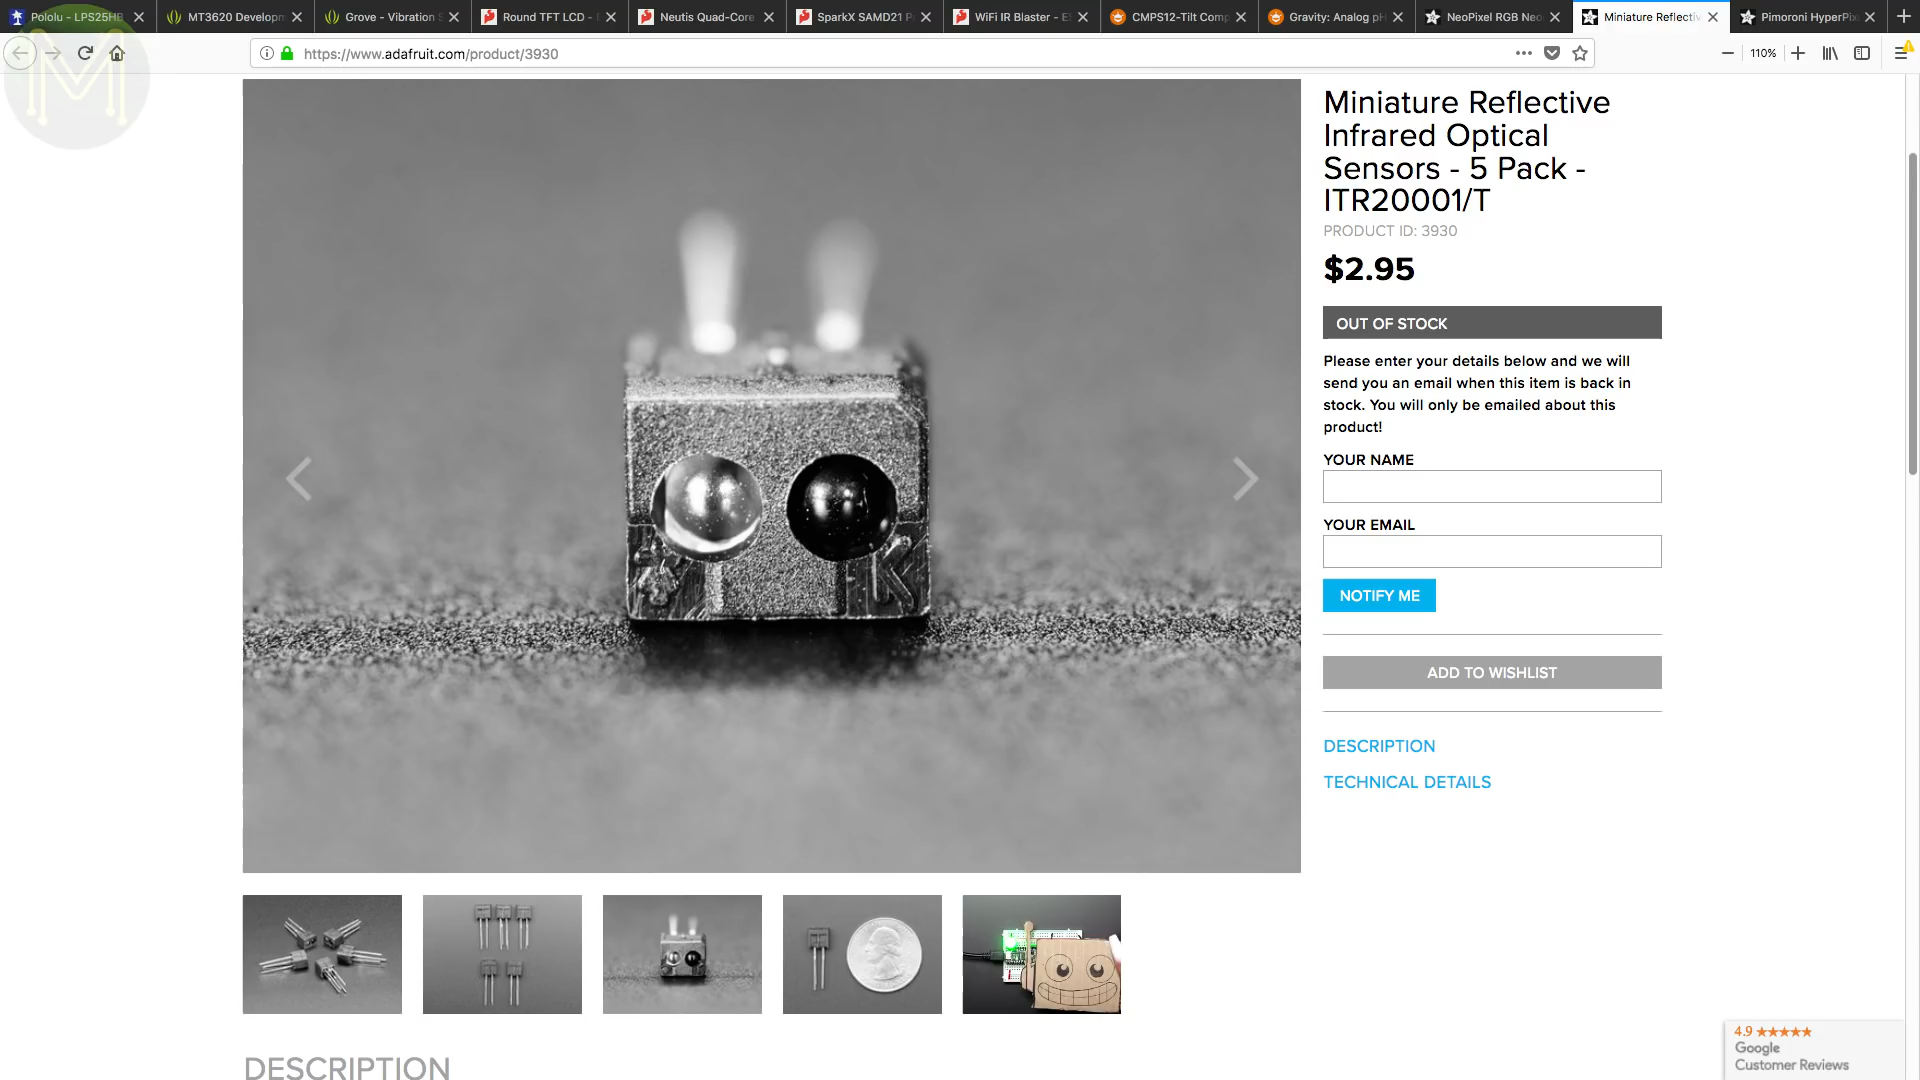 Pololu - LPS25HB
MT3620 Developm
Grove - Vibration S
Round TFT LCD -
Neutis Quad-Core
SparkX SAMD21 P
WiFi IR Blaster - ES
CMPS12-Tilt Comp
Gravity: Analog pH
NeoPixel RGB Neo
Miniature Reflectiv
Pimoroni HyperPix
https://www.adafruit.com/product/3930
110%
M
Miniature Reflective
Infrared Optical
Sensors - 5 Pack -
ITR20001/T
PRODUCT ID: 3930
$2.95
OUT OF STOCK
Please enter your details below and we will
send you an email when this item is back in
stock. You will only be emailed about this
product!
YOUR NAME
YOUR EMAIL
NOTIFY ME
ADD TO WISHLIST
DESCRIPTION
TECHNICAL DETAILS
K
DESCRIPTION
4.9 ★★★★★
Google
Customer Reviews